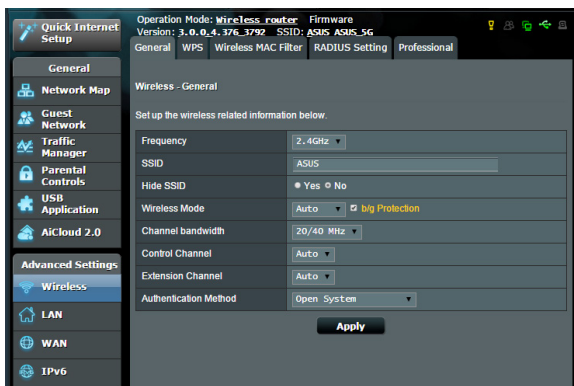 Quick Internet
Setup
Operation Mode: Wireless router Firmware
Version: 3.0.0.4.376_3792 SSID: ASUS ASUS_5G
General WPS Wireless MAC Filter RADIUS Setting Professional
General
Network Map
Guest
Network
Traffic
Manager
Parental
Controls
USB
Application
AiCloud 2.0
Advanced Settings
Wireless
LAN
WAN
IPv6
Wireless - General
Set up the wireless related information below.
Frequency 2.4GHz
SSID ASUS
Hide SSID Yes No
Wireless Mode Auto b/g Protection
Channel bandwidth 20/40 MHz
Control Channel Auto
Extension Channel Auto
Authentication Method Open System
Apply